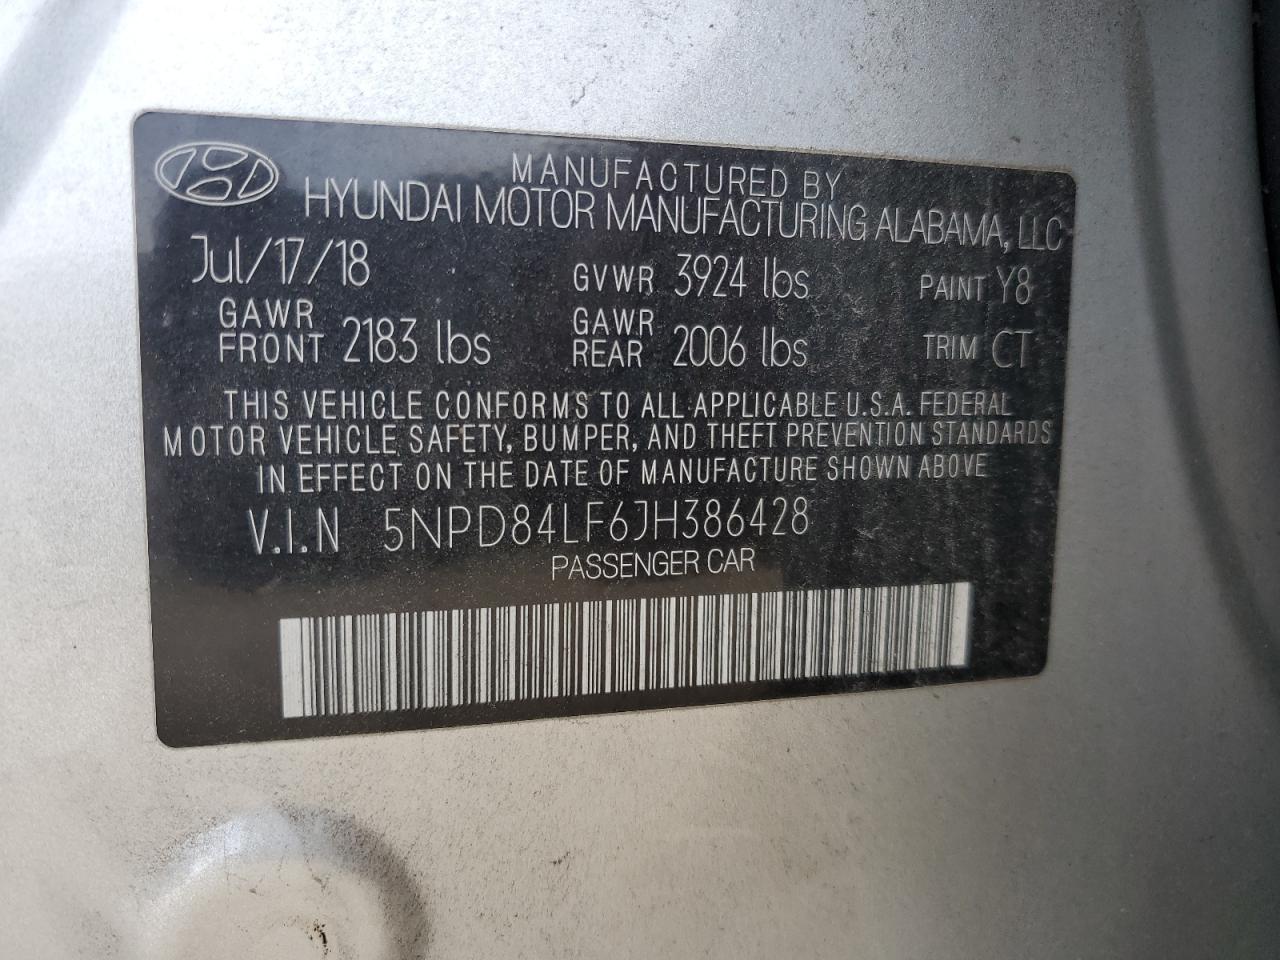 MANUFACTURED BY
HYUNDAI MOTOR MANUFACTURING ALABAMA, LLC
Jul/17/18 GVWR 3924 lbs PAINT Y8
GAWR FRONT 2183 lbs GAWR REAR 2006 lbs TRIM CT
THIS VEHICLE CONFORMS TO ALL APPLICABLE U.S.A. FEDERAL
MOTOR VEHICLE SAFETY, BUMPER, AND THEFT PREVENTION STANDARDS
IN EFFECT ON THE DATE OF MANUFACTURE SHOWN ABOVE
V.I.N 5NPD84LF6JH386428
PASSENGER CAR